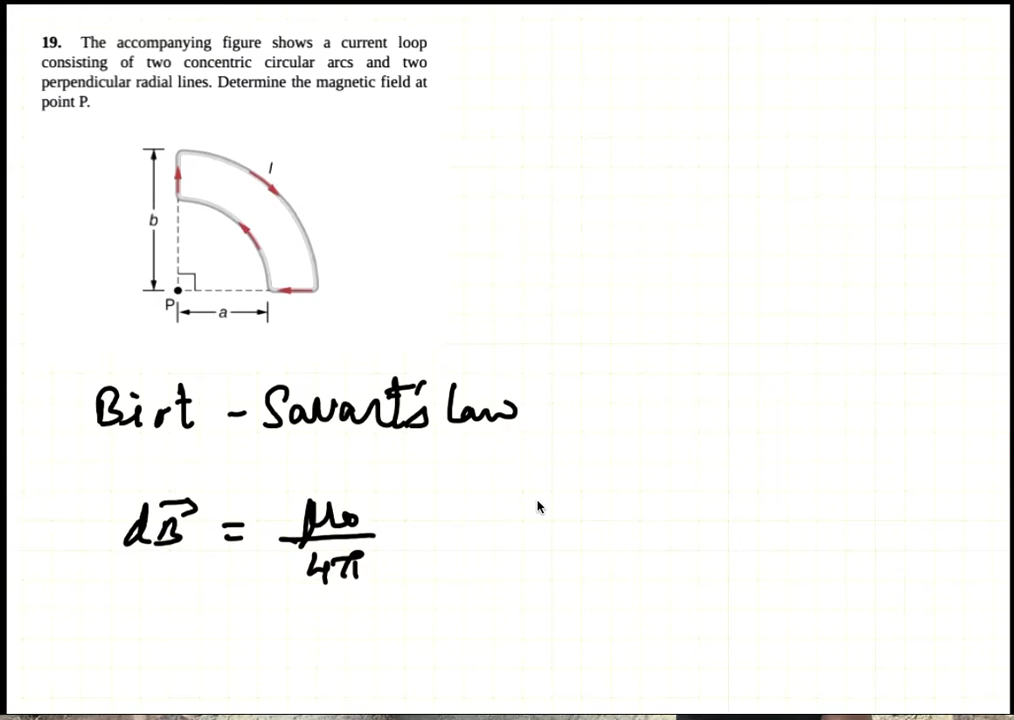 19. The accompanying figure shows a current loop
consisting of two concentric circular arcs and two
perpendicular radial lines. Determine the magnetic field at
point P.
I
b
P
a
Biot - Savart's law
dB⃗ = μ₀/4π